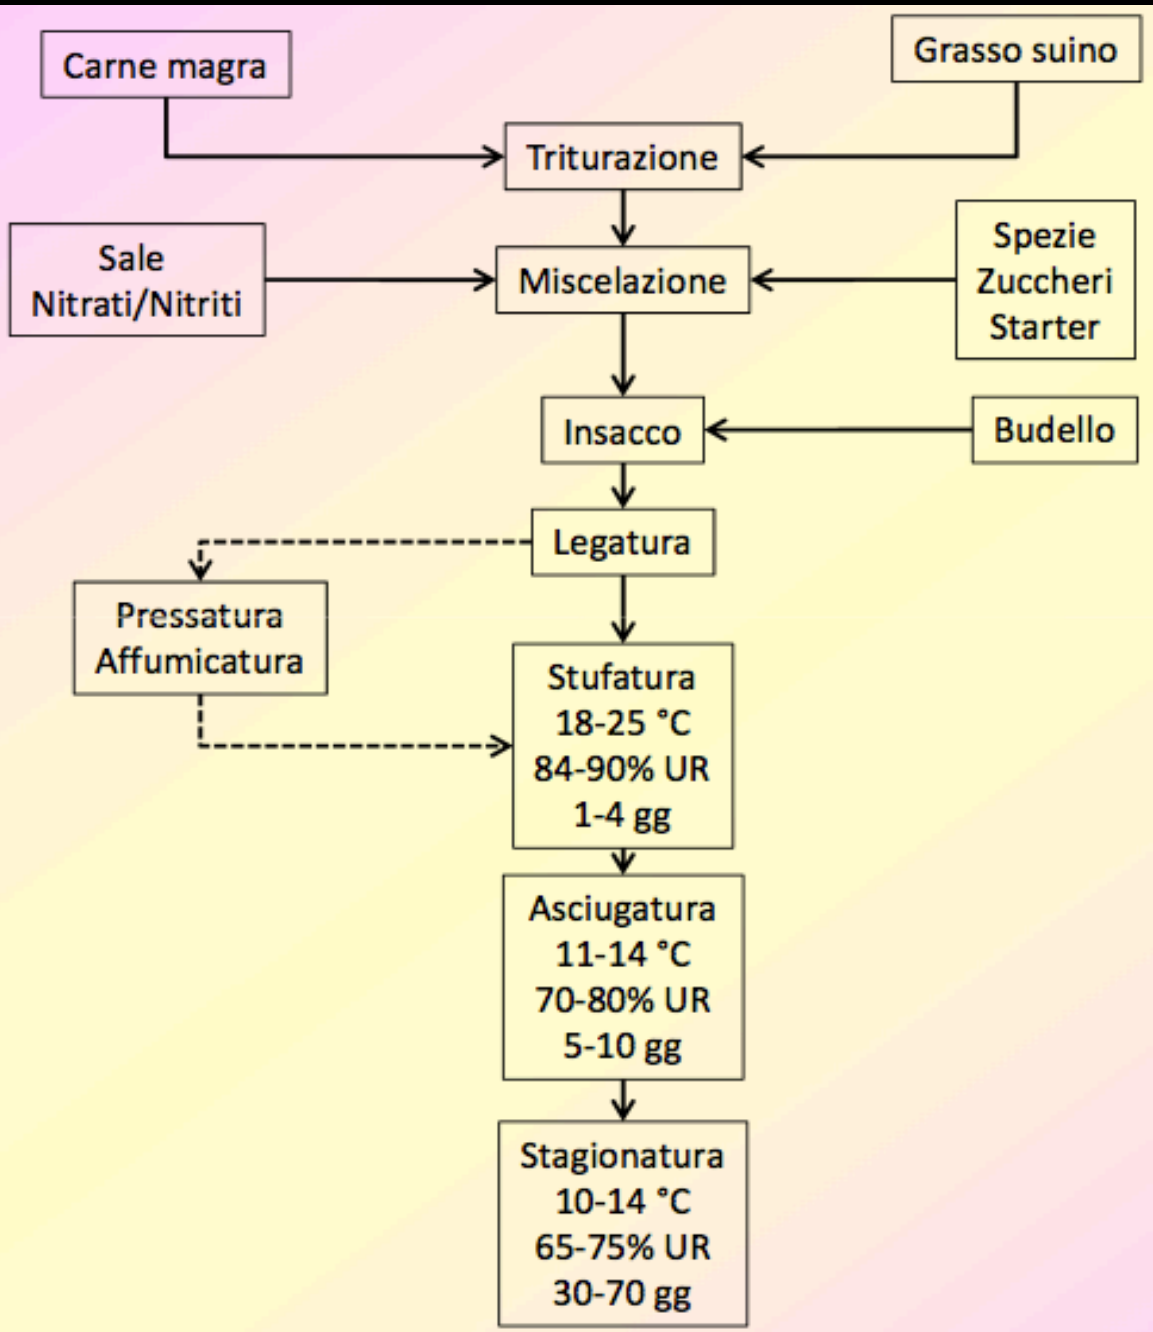 Carne magra
Grasso suino
Triturazione
Sale
Nitrati/Nitriti
Miscelazione
Spezie
Zuccheri
Starter
Insacco
Budello
Legatura
Pressatura
Affumicatura
Stufatura
18-25 °C
84-90% UR
1-4 gg
Asciugatura
11-14 °C
70-80% UR
5-10 gg
Stagionatura
10-14 °C
65-75% UR
30-70 gg